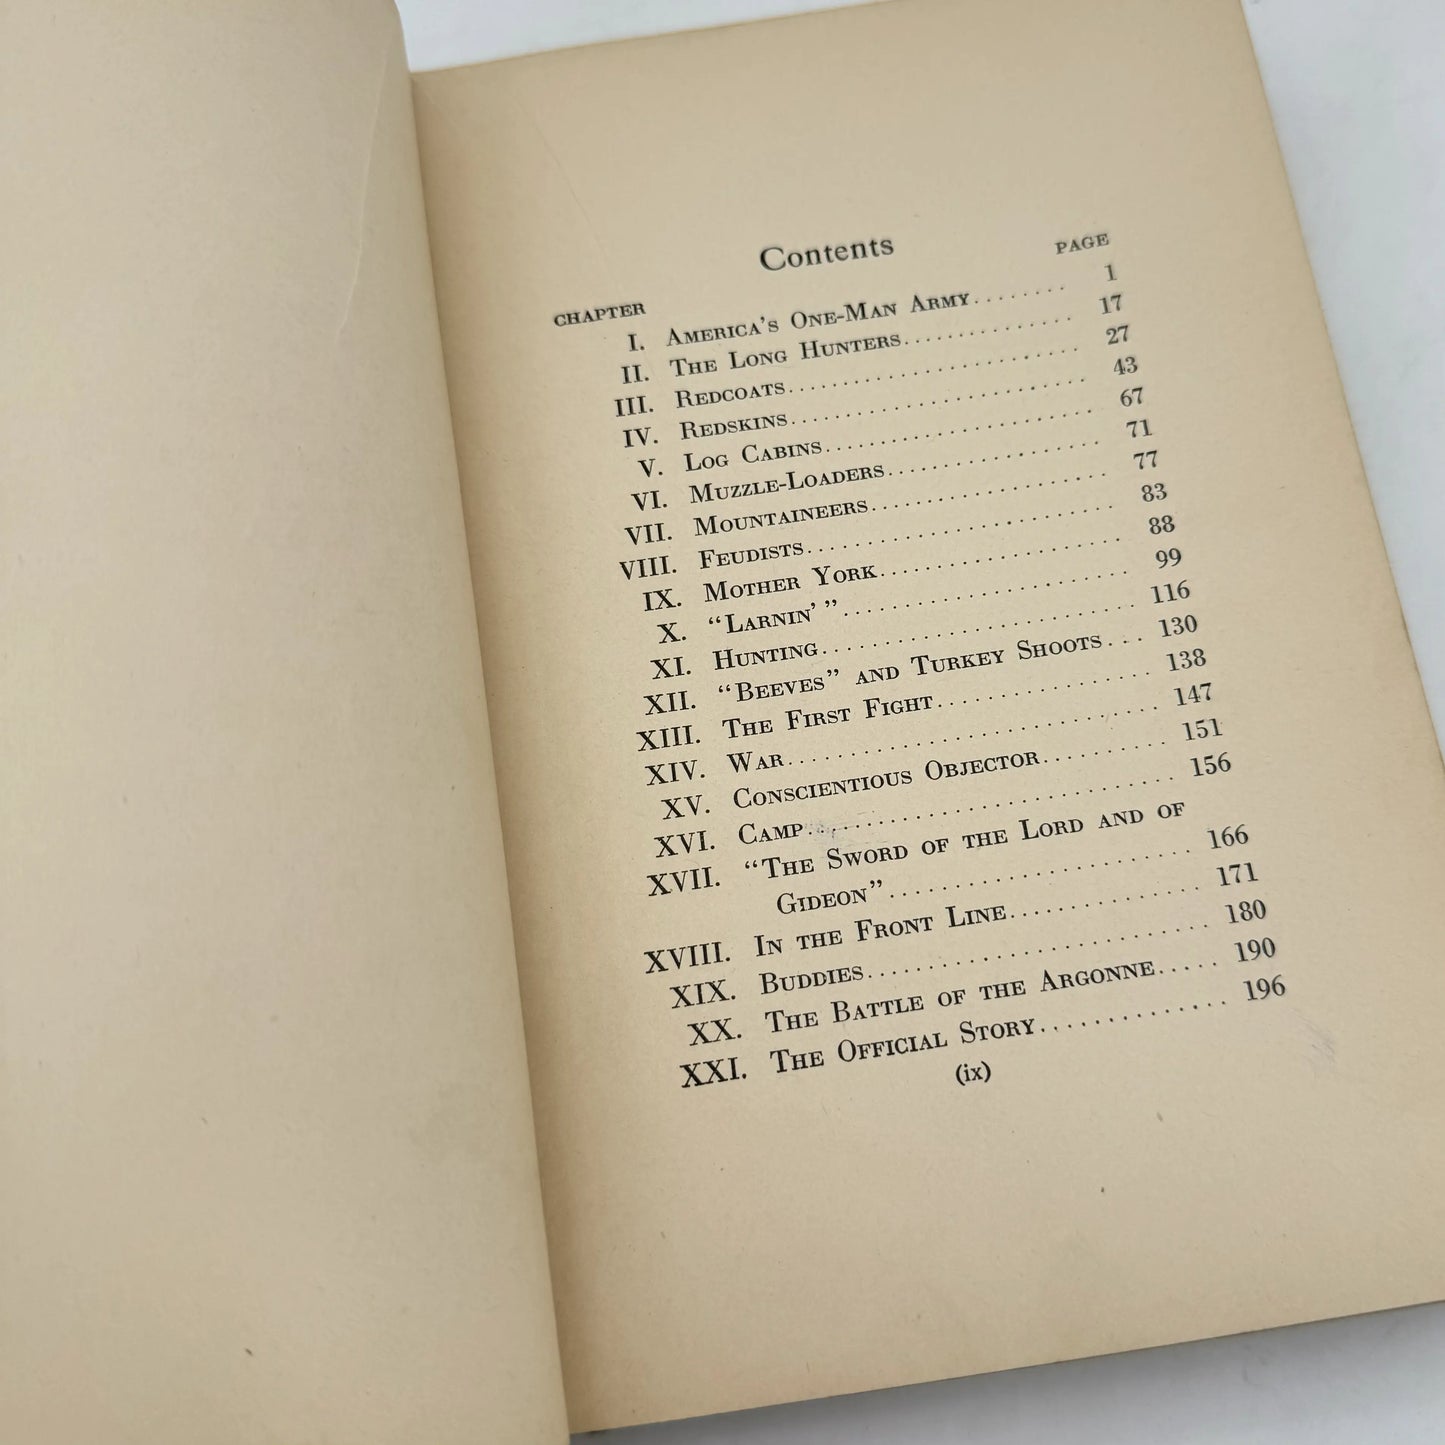 Contents
CHAPTER PAGE
I. AMERICA'S ONE-MAN ARMY........ 1
II. THE LONG HUNTERS............... 17
III. REDCOATS....................... 27
IV. REDSKINS....................... 43
V. LOG CABINS..................... 67
VI. MUZZLE-LOADERS................. 71
VII. MOUNTAINEERS................... 77
VIII. FEUDISTS....................... 83
IX. MOTHER YORK.................... 88
X. “LARNIN'”...................... 99
XI. HUNTING........................ 116
XII. “BEEVES” AND TURKEY SHOOTS... 130
XIII. THE FIRST FIGHT................. 138
XIV. WAR............................ 147
XV. CONSCIENTIOUS OBJECTOR.......... 151
XVI. CAMP........................... 156
XVII. “THE SWORD OF THE LORD AND OF
GIDEON”........................ 166
XVIII. IN THE FRONT LINE............... 171
XIX. BUDDIES........................ 180
XX. THE BATTLE OF THE ARGONNE..... 190
XXI. THE OFFICIAL STORY.............. 196
(ix)